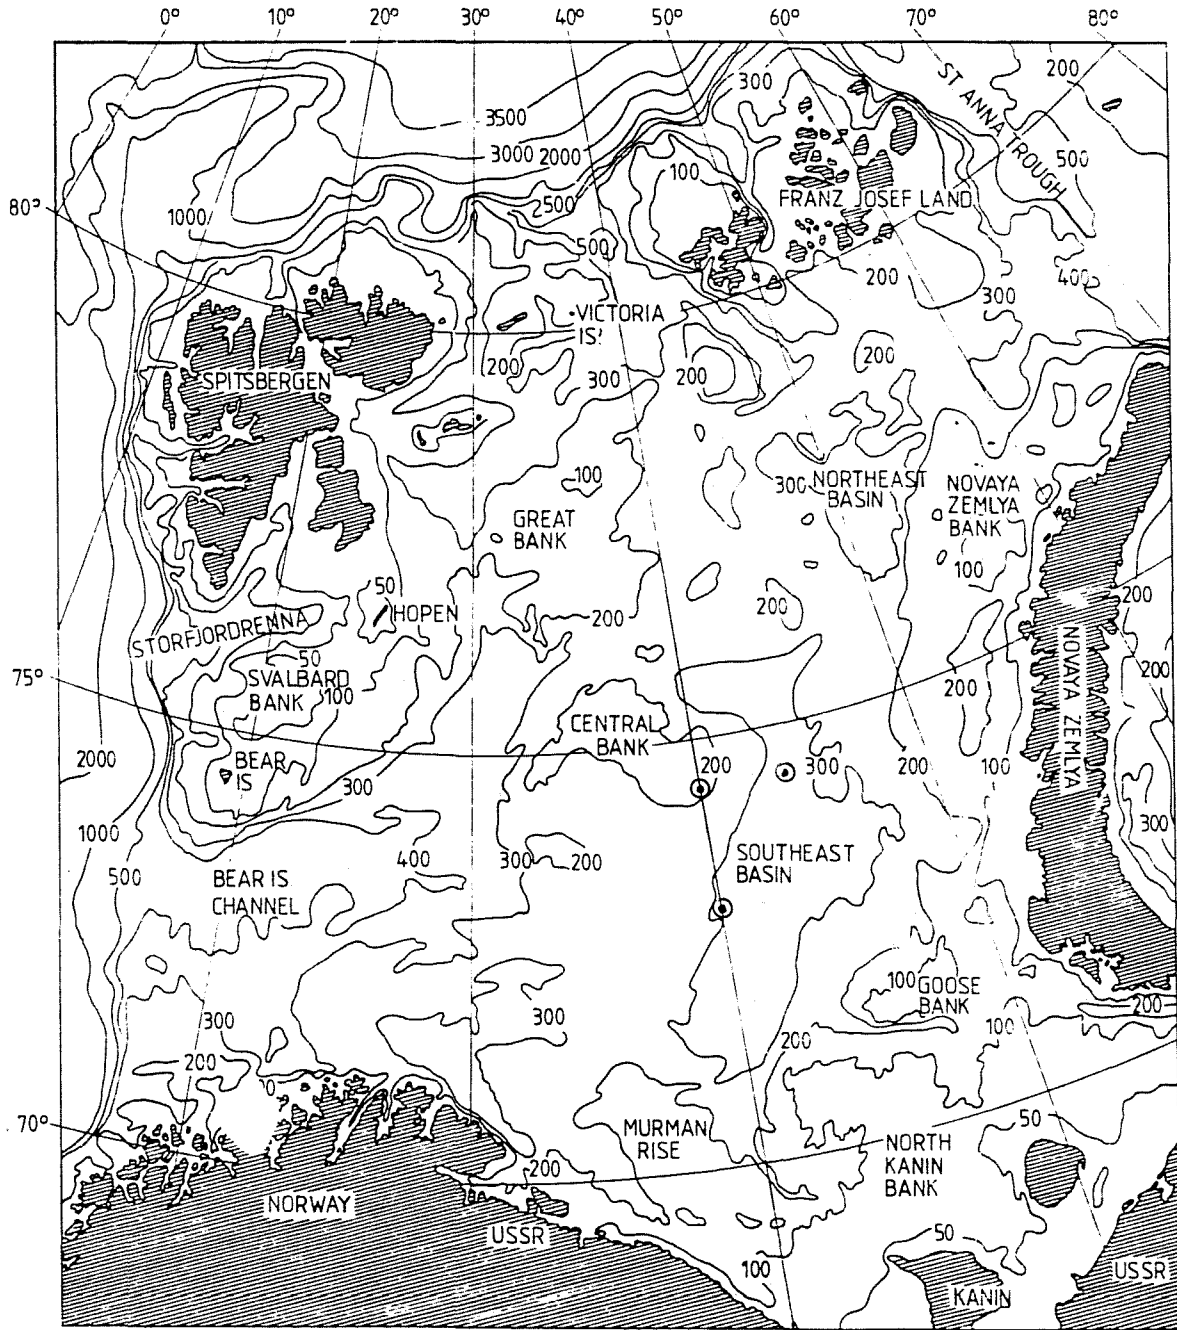 0° 10° 20° 30° 40° 50° 60° 70° 80°
300
200
ST. ANNA TROUGH
3500
3000 2000
500
100
FRANZ JOSEF LAND
80°
1000
2500
500
200
400
300
VICTORIA
IS.
200
200
200
300
SPITSBERGEN
100
300
NORTHEAST
BASIN
NOVAYA
ZEMLYA
BANK
GREAT
BANK
100
50
HOPEN
200
200
200
STORFJORDRENNA
NOVAYA ZEMLYA
50
SVALBARD
BANK
100
200
200
75°
CENTRAL
BANK
BEAR
IS
200
300
200
100
2000
300
1000
300
400
300
200
SOUTHEAST
BASIN
500
BEAR IS
CHANNEL
100
GOOSE
BANK
200
300
300
200
100
200
70°
50
MURMAN
RISE
NORTH
KANIN
BANK
200
NORWAY
USSR
50
100
KANIN
USSR